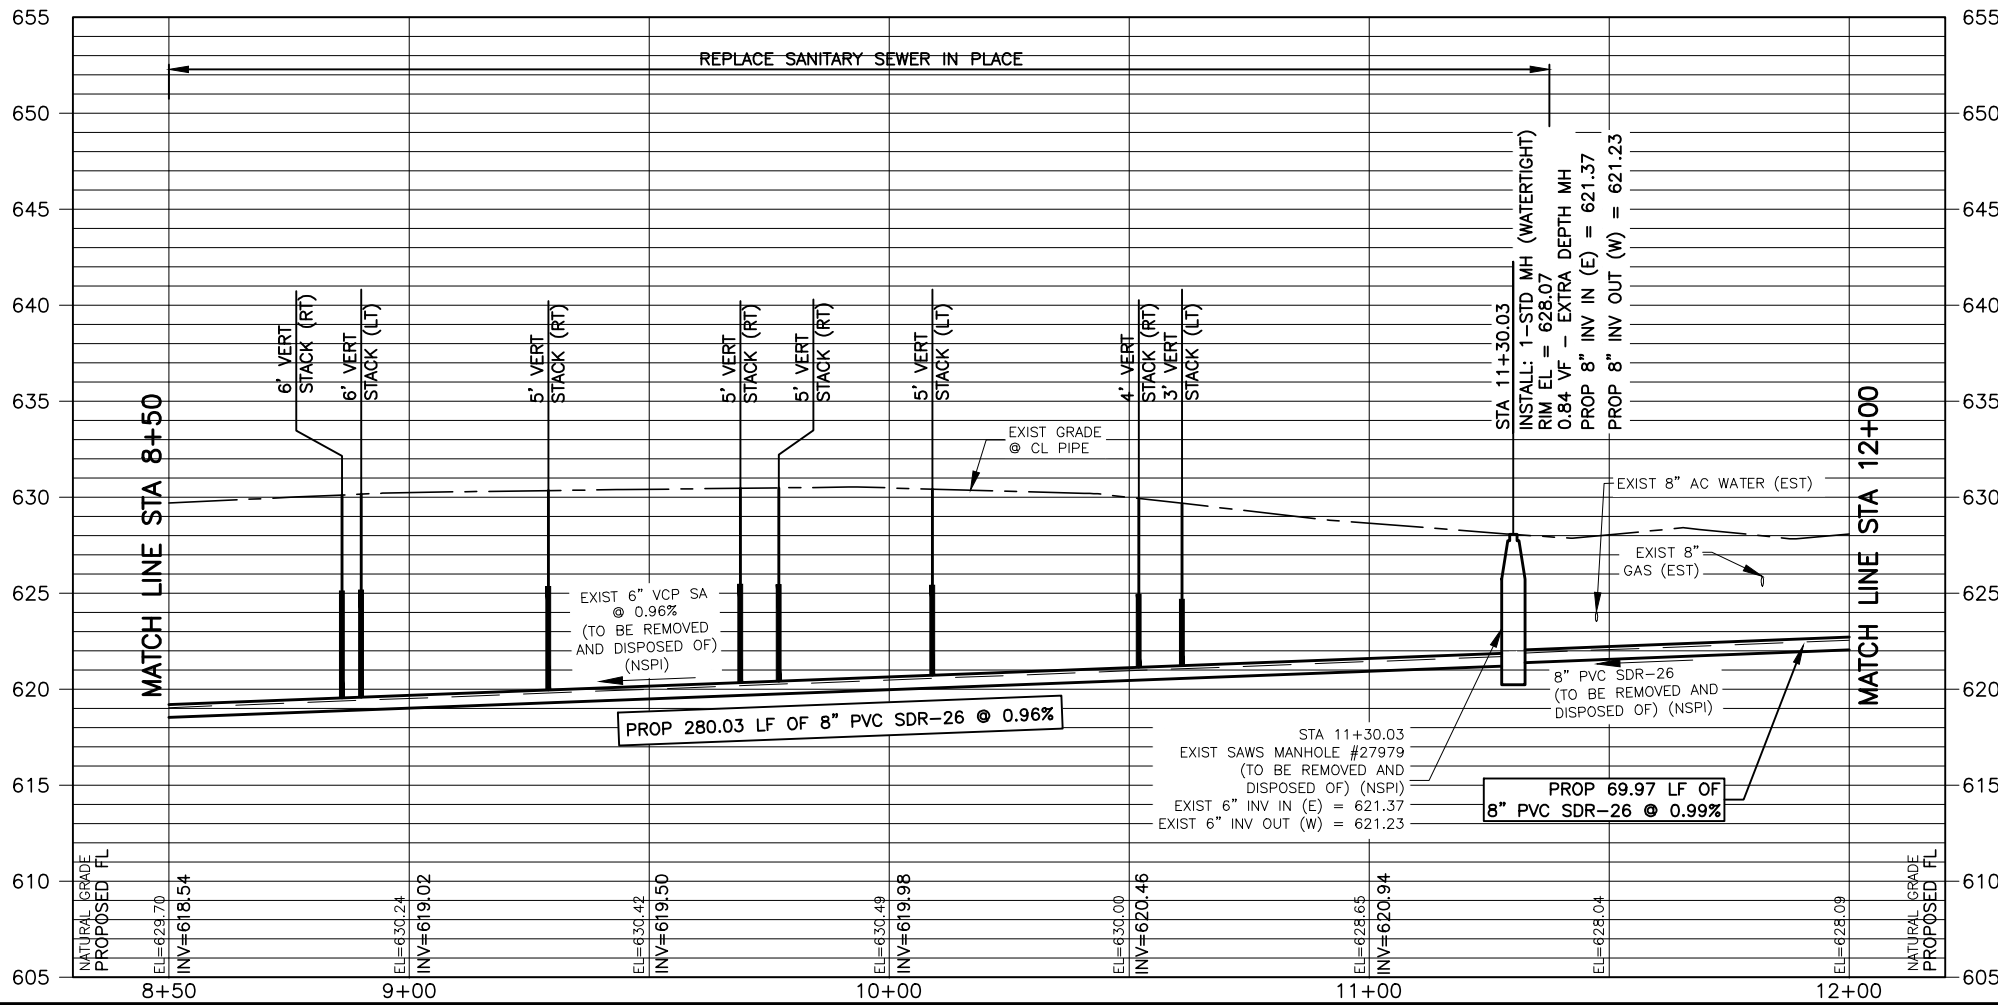 655
650
645
640
635
630
625
620
615
610
605
655
650
645
640
635
630
625
620
615
610
605
REPLACE SANITARY SEWER IN PLACE
MATCH LINE STA 8+50
6' VERT
STACK (RT)
6' VERT
STACK (LT)
5' VERT
STACK (RT)
5' VERT
STACK (RT)
5' VERT
STACK (RT)
5' VERT
STACK (LT)
4' VERT
STACK (RT)
3' VERT
STACK (LT)
STA 11+30.03
INSTALL: 1-STD MH (WATERTIGHT)
RIM EL = 628.07
0.84 VF - EXTRA DEPTH MH
PROP 8" INV IN (E) = 621.37
PROP 8" INV OUT (W) = 621.23
MATCH LINE STA 12+00
EXIST GRADE
@ CL PIPE
EXIST 8" AC WATER (EST)
EXIST 8"
GAS (EST)
EXIST 6" VCP SA
@ 0.96%
(TO BE REMOVED
AND DISPOSED OF)
(NSPI)
PROP 280.03 LF OF 8" PVC SDR-26 @ 0.96%
8" PVC SDR-26
(TO BE REMOVED AND
DISPOSED OF) (NSPI)
STA 11+30.03
EXIST SAWS MANHOLE #27979
(TO BE REMOVED AND
DISPOSED OF) (NSPI)
EXIST 6" INV IN (E) = 621.37
EXIST 6" INV OUT (W) = 621.23
PROP 69.97 LF OF
8" PVC SDR-26 @ 0.99%
NATURAL GRADE
PROPOSED FL
EL=629.70
INV=618.54
EL=630.24
INV=619.02
EL=630.42
INV=619.50
EL=630.49
INV=619.98
EL=630.00
INV=620.46
EL=628.65
INV=620.94
EL=628.04
EL=628.09
NATURAL GRADE
PROPOSED FL
8+50
9+00
10+00
11+00
12+00